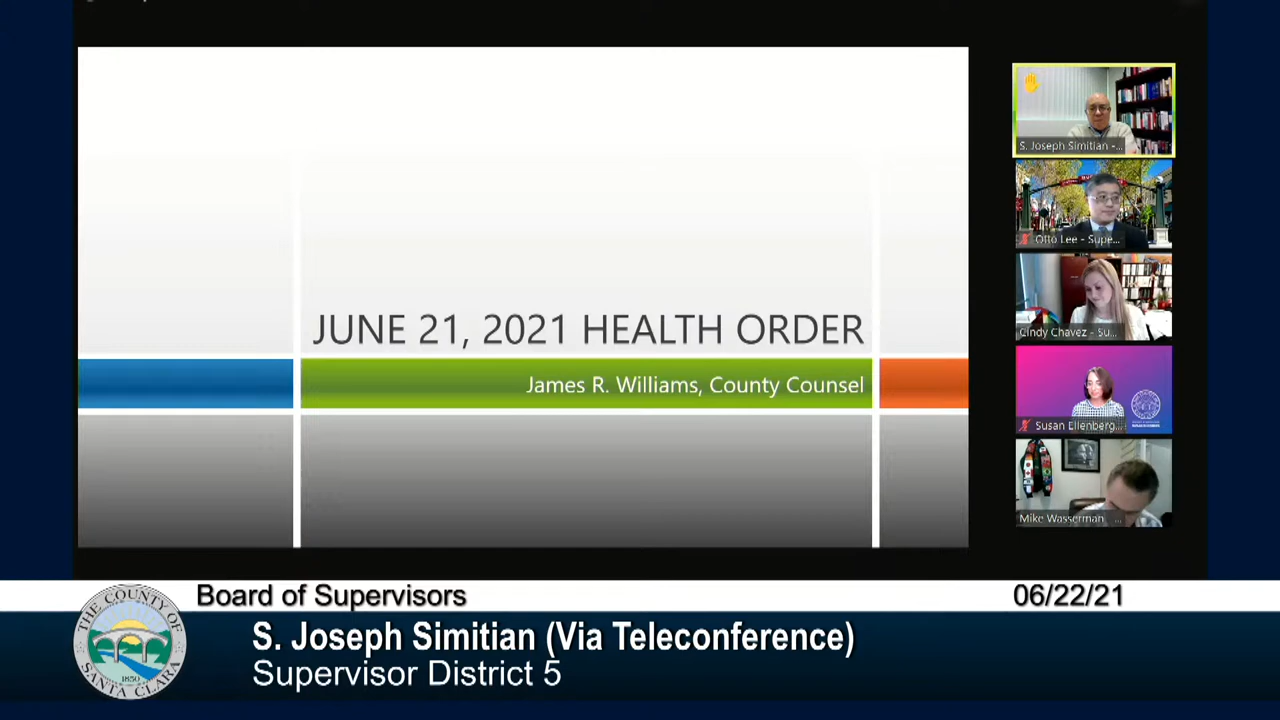 JUNE 21, 2021 HEALTH ORDER
James R. Williams, County Counsel
S. Joseph Simitian -...
Otto Lee - Supe...
Cindy Chavez - Su...
Susan Ellenberg...
Mike Wasserman - ...
Board of Supervisors
06/22/21
S. Joseph Simitian (Via Teleconference)
Supervisor District 5
THE COUNTY OF
SANTA CLARA
1850